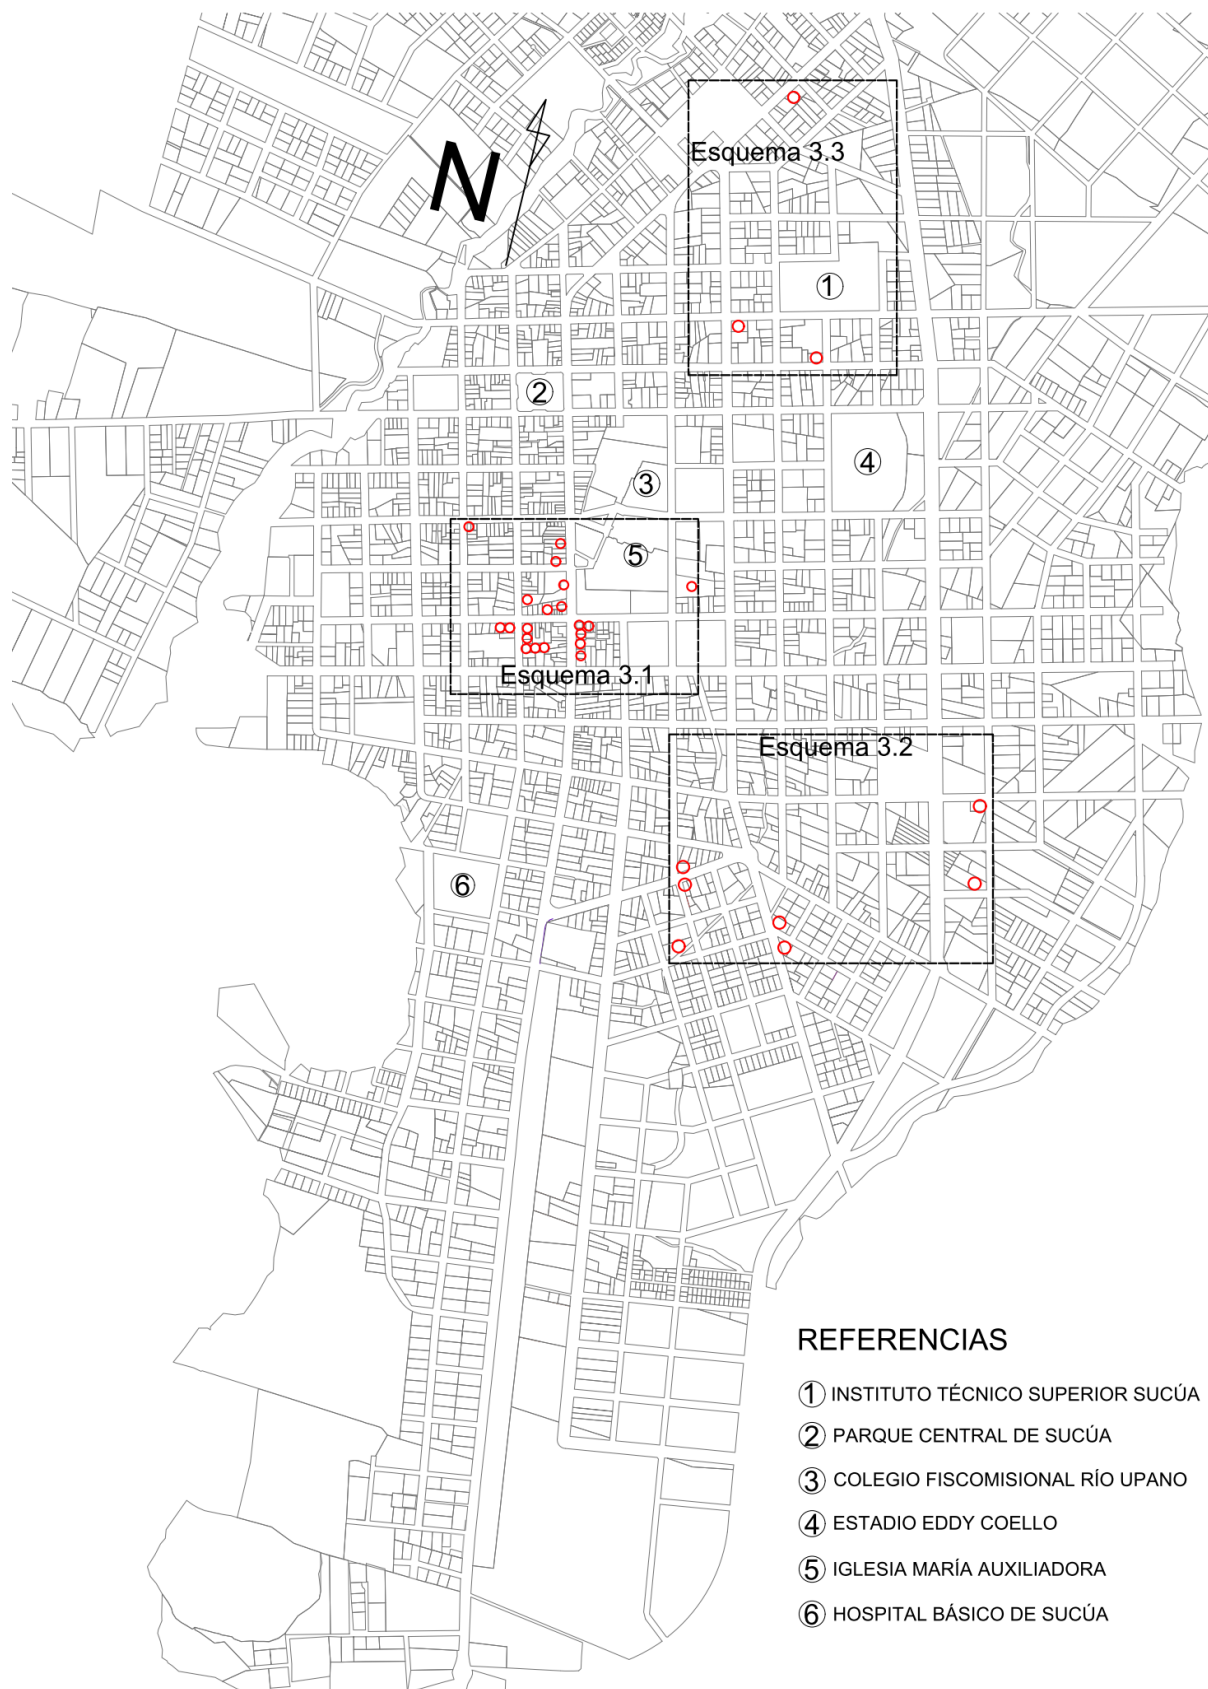 Esquema 3.3
N
1
2
4
3
5
Esquema 3.1
Esquema 3.2
6
REFERENCIAS
1 INSTITUTO TÉCNICO SUPERIOR SUCÚA
2 PARQUE CENTRAL DE SUCÚA
3 COLEGIO FISCOMISIONAL RÍO UPANO
4 ESTADIO EDDY COELLO
5 IGLESIA MARÍA AUXILIADORA
6 HOSPITAL BÁSICO DE SUCÚA